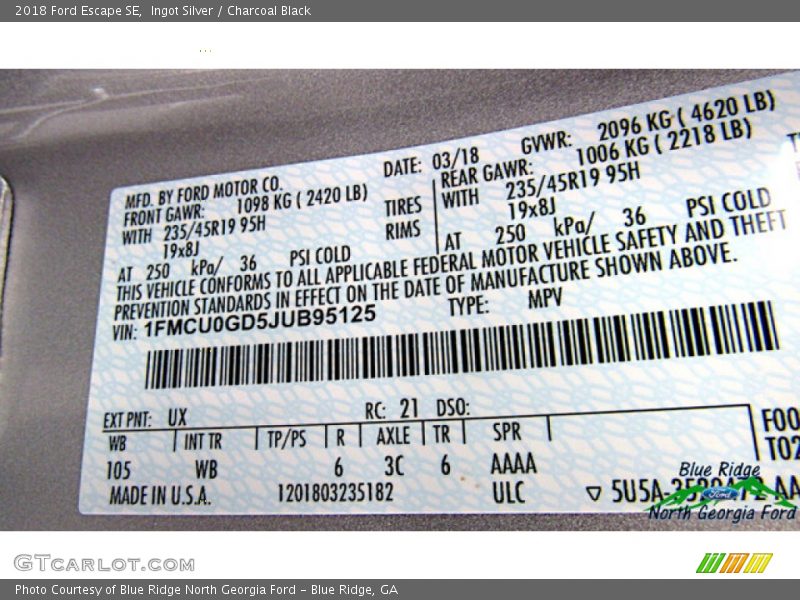 2018 Ford Escape SE,  Ingot Silver / Charcoal Black
MFD. BY FORD MOTOR CO.
DATE: 03/18 GVWR: 2096 KG ( 4620 LB)
FRONT GAWR: 1098 KG ( 2420 LB)
REAR GAWR: 1006 KG ( 2218 LB)
WITH 235/45R19 95H TIRES WITH 235/45R19 95H
19x8J RIMS 19x8J
AT 250 kPa/ 36 PSI COLD AT 250 kPa/ 36 PSI COLD
THIS VEHICLE CONFORMS TO ALL APPLICABLE FEDERAL MOTOR VEHICLE SAFETY AND THEFT
PREVENTION STANDARDS IN EFFECT ON THE DATE OF MANUFACTURE SHOWN ABOVE.
VIN: 1FMCU0GD5JUB95125 TYPE: MPV
EXT PNT: UX RC: 21 DSO:
WB INT TR TP/PS R AXLE TR SPR
F00
105 WB 6 3C 6 AAAA
T02
MADE IN U.S.A. 1201803235182 ULC
Blue Ridge
Ford
North Georgia Ford
GTCARLOT.COM
Photo Courtesy of Blue Ridge North Georgia Ford – Blue Ridge, GA